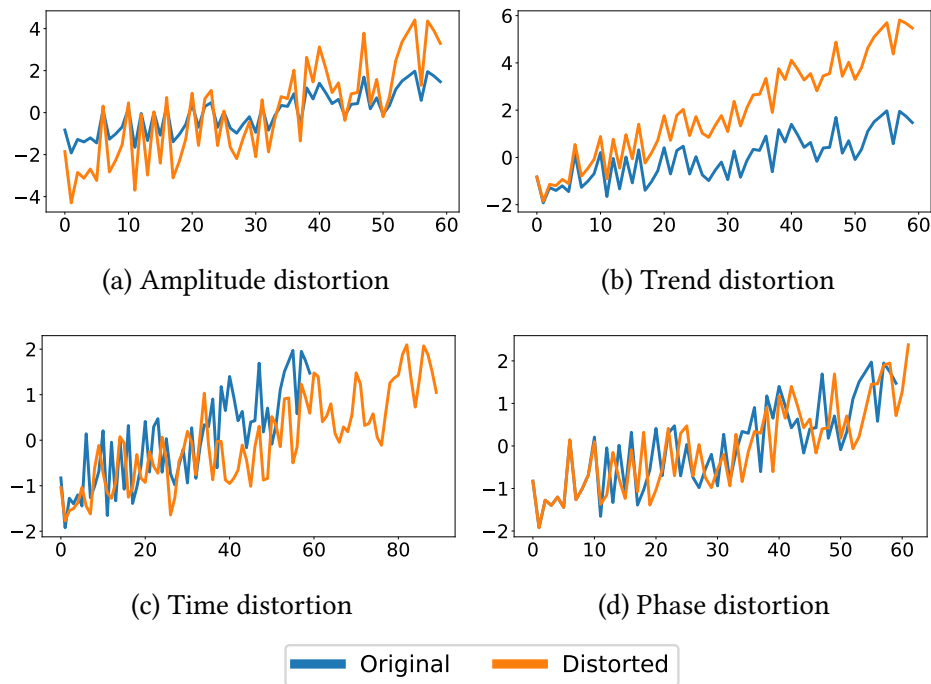 4
2
0
−2
−4
0 10 20 30 40 50 60
(a) Amplitude distortion
6
4
2
0
−2
0 10 20 30 40 50 60
(b) Trend distortion
2
1
0
−1
−2
0 20 40 60 80
(c) Time distortion
2
1
0
−1
−2
0 10 20 30 40 50 60
(d) Phase distortion
Original Distorted